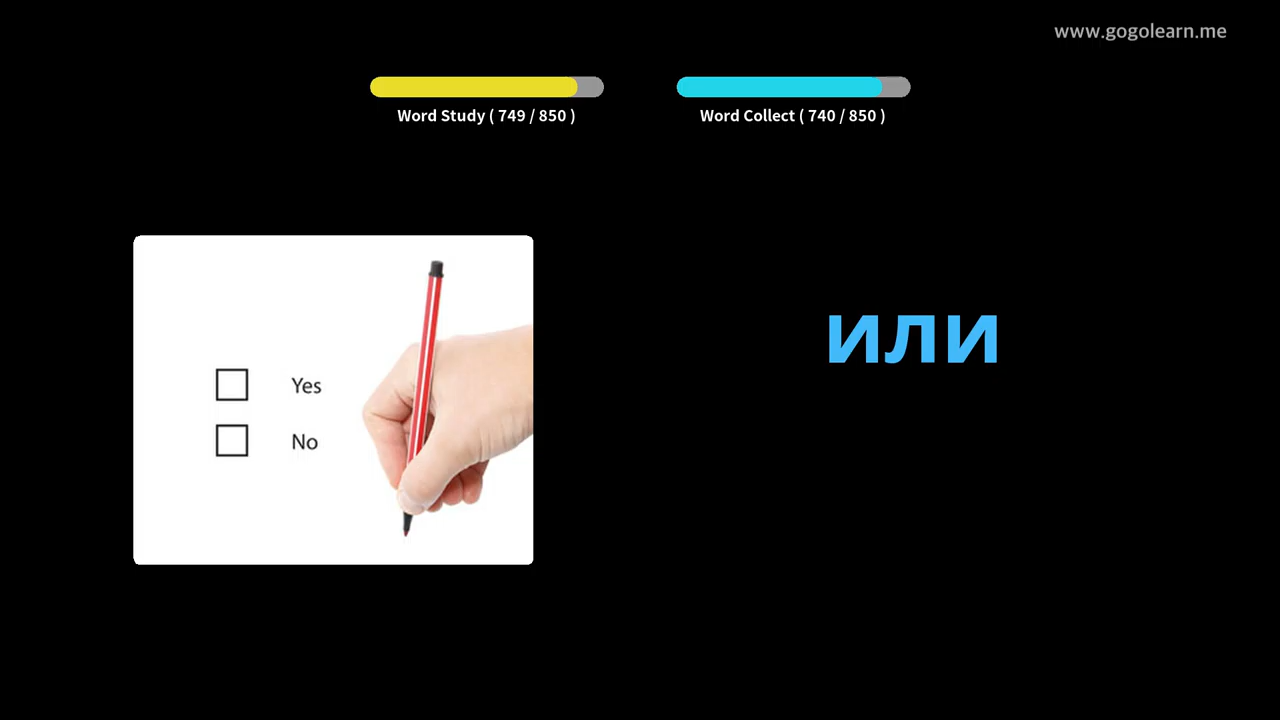 www.gogolearn.me
Word Study ( 749 / 850 )
Word Collect ( 740 / 850 )
Yes
No
или